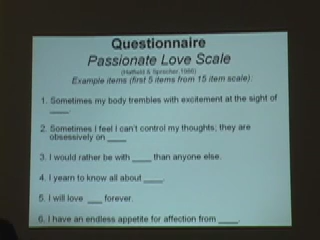 Questionnaire
Passionate Love Scale
(Hatfield & Sprecher 1986)
Example items (first 5 items from 15 item scale):
1. Sometimes my body trembles with excitement at the sight of
____.
2. Sometimes I feel I can't control my thoughts; they are
obsessively on ____
3. I would rather be with ____ than anyone else.
4. I yearn to know all about ____.
5. I will love ___ forever.
6. I have an endless appetite for affection from ____.